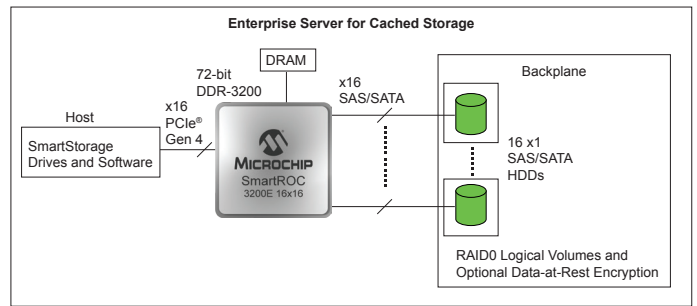 Enterprise Server for Cached Storage
DRAM
72-bit
DDR-3200
x16
SAS/SATA
Backplane
Host
x16
PCIe®
Gen 4
SmartStorage
Drives and Software
MICROCHIP
SmartROC
3200E 16x16
16 x1
SAS/SATA
HDDs
RAID0 Logical Volumes and
Optional Data-at-Rest Encryption